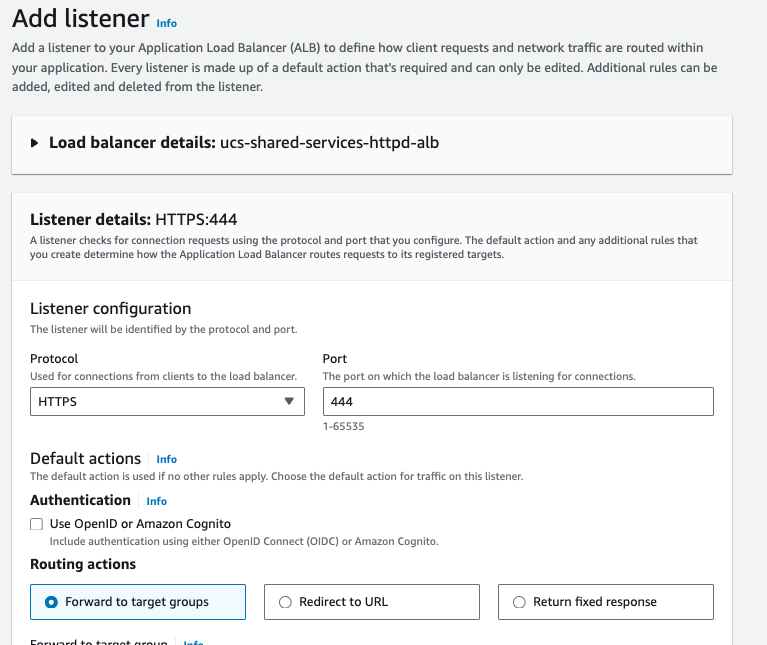 Add listener Info
Add a listener to your Application Load Balancer (ALB) to define how client requests and network traffic are routed within
your application. Every listener is made up of a default action that's required and can only be edited. Additional rules can be
added, edited and deleted from the listener.
Load balancer details: ucs-shared-services-httpd-alb
Listener details: HTTPS:444
A listener checks for connection requests using the protocol and port that you configure. The default action and any additional rules that
you create determine how the Application Load Balancer routes requests to its registered targets.
Listener configuration
The listener will be identified by the protocol and port.
Protocol
Used for connections from clients to the load balancer.
HTTPS
Port
The port on which the load balancer is listening for connections.
444
1-65535
Default actions Info
The default action is used if no other rules apply. Choose the default action for traffic on this listener.
Authentication Info
Use OpenID or Amazon Cognito
Include authentication using either OpenID Connect (OIDC) or Amazon Cognito.
Routing actions
Forward to target groups
Redirect to URL
Return fixed response
Forward to target group Info